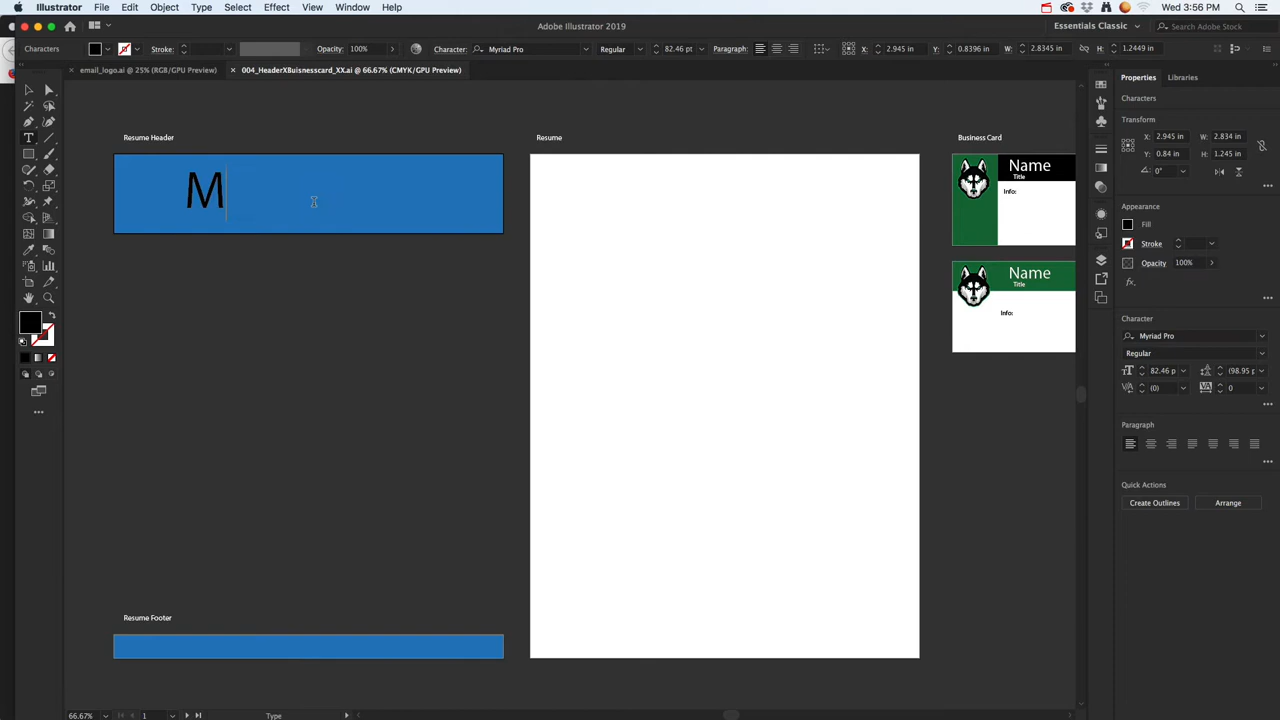 Illustrator File Edit Object Type Select Effect View Window Help
Wed 3:56 PM
Adobe Illustrator 2019
Essentials Classic
Search Adobe Stock
Characters Stroke: Opacity: 100% Character: Myriad Pro Regular 82.46 pt Paragraph: X: 2.945 in Y: 0.8396 in W: 2.8345 in H: 1.2449 in
× email_logo.ai @ 25% (RGB/GPU Preview) × 004_HeaderXBuisnesscard_XX.ai @ 66.67% (CMYK/GPU Preview)
Properties Libraries
Characters
Transform
X: 2.945 in W: 2.834 in
Y: 0.84 in H: 1.245 in
0°
Appearance
Fill
Stroke
Opacity 100%
fx.
Character
Myriad Pro
Regular
82.46 p (98.95 p
(0) 0
Paragraph
Quick Actions
Create Outlines Arrange
Resume Header
M
Resume
Business Card
Name
Title
Info:
Name
Title
Info:
Resume Footer
66.67% 1 Type